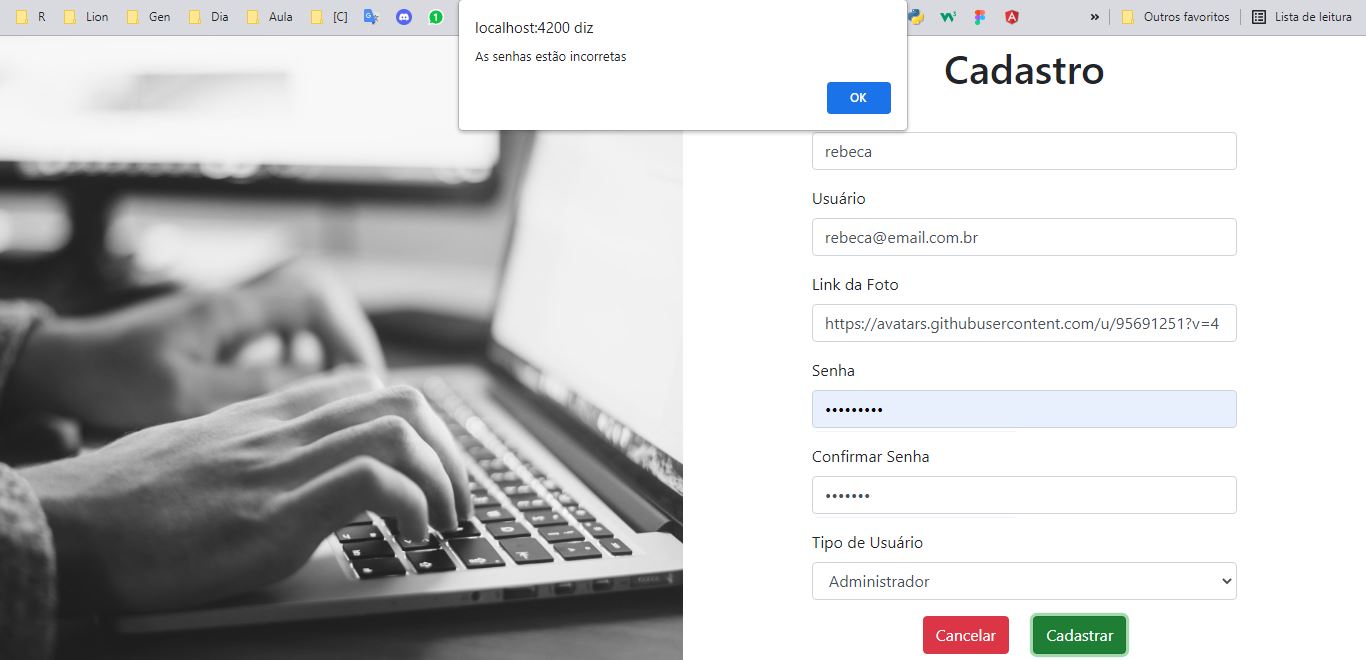 R
Lion
Gen
Dia
Aula
[C]
1
»
Outros favoritos
Lista de leitura
localhost:4200 diz
As senhas estão incorretas
OK
Cadastro
rebeca
Usuário
rebeca@email.com.br
Link da Foto
https://avatars.githubusercontent.com/u/95691251?v=4
Senha
•••••••••
Confirmar Senha
•••••••
Tipo de Usuário
Administrador
Cancelar
Cadastrar